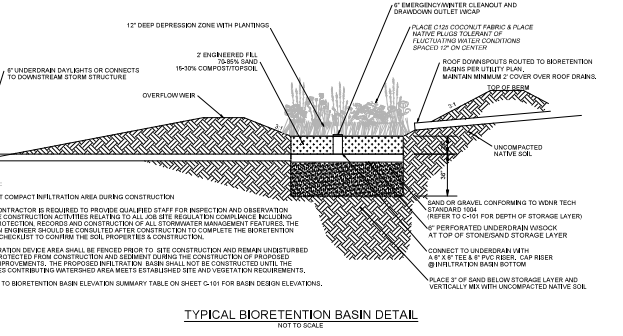 6" EMERGENCY/WINTER CLEANOUT AND
DRAWDOWN OUTLET W/CAP
12" DEEP DEPRESSION ZONE WITH PLANTINGS
PLACE C125 COCONUT FABRIC & PLACE
NATIVE PLUGS TOLERANT OF
FLUCTUATING WATER CONDITIONS
SPACED 12" ON CENTER
2' ENGINEERED FILL
70-85% SAND
15-30% COMPOST/TOPSOIL
6" UNDERDRAIN DAYLIGHTS OR CONNECTS
TO DOWNSTREAM STORM STRUCTURE
ROOF DOWNSPOUTS ROUTED TO BIORETENTION
BASINS PER UTILITY PLAN,
MAINTAIN MINIMUM 2' COVER OVER ROOF DRAINS.
OVERFLOW WEIR
TOP OF BERM
3:1
UNCOMPACTED
NATIVE SOIL
T COMPACT INFILTRATION AREA DURING CONSTRUCTION
ONTRACTOR IS REQUIRED TO PROVIDE QUALIFIED STAFF FOR INSPECTION AND OBSERVATION
E CONSTRUCTION ACTIVITIES RELATING TO ALL JOB SITE REGULATION COMPLIANCE INCLUDING
ROTECTION, RECORDS AND CONSTRUCTION OF ALL STORMWATER MANAGEMENT FEATURES. THE
N ENGINEER SHOULD BE CONSULTED AFTER CONSTRUCTION TO COMPLETE THE BIORETENTION
CHECKLIST TO CONFIRM THE SOIL PROPERTIES & CONSTRUCTION.
RATION DEVICE AREA SHALL BE FENCED PRIOR TO SITE CONSTRUCTION AND REMAIN UNDISTURBED
ROTECTED FROM CONSTRUCTION AND SEDIMENT DURING THE CONSTRUCTION OF PROPOSED
MPROVEMENTS. THE PROPOSED INFILTRATION BASIN SHALL NOT BE CONSTRUCTED UNTIL THE
ES CONTRIBUTING WATERSHED AREA MEETS ESTABLISHED SITE AND VEGETATION REQUIREMENTS.
TO BIORETENTION BASIN ELEVATION SUMMARY TABLE ON SHEET C-101 FOR BASIN DESIGN ELEVATIONS.
SAND OR GRAVEL CONFORMING TO WDNR TECH
STANDARD 1004
(REFER TO C-101 FOR DEPTH OF STORAGE LAYER)
6" PERFORATED UNDERDRAIN W/SOCK
AT TOP OF STONE/SAND STORAGE LAYER
CONNECT TO UNDERDRAIN WITH
A 6" X 6" TEE & 6" PVC RISER, CAP RISER
@ INFILTRATION BASIN BOTTOM
PLACE 3" OF SAND BELOW STORAGE LAYER AND
VERTICALLY MIX WITH UNCOMPACTED NATIVE SOIL
TYPICAL BIORETENTION BASIN DETAIL
NOT TO SCALE